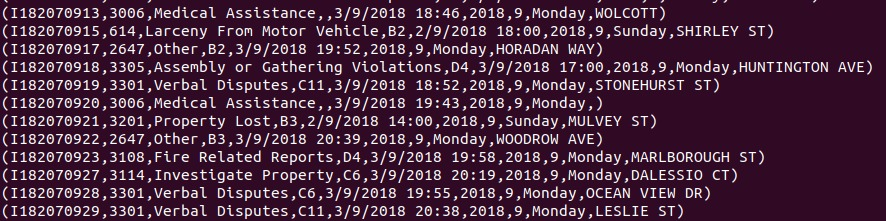 (I182070913,3006,Medical Assistance,,3/9/2018 18:46,2018,9,Monday,WOLCOTT)
(I182070915,614,Larceny From Motor Vehicle,B2,2/9/2018 18:00,2018,9,Sunday,SHIRLEY ST)
(I182070917,2647,Other,B2,3/9/2018 19:52,2018,9,Monday,HORADAN WAY)
(I182070918,3305,Assembly or Gathering Violations,D4,3/9/2018 17:00,2018,9,Monday,HUNTINGTON AVE)
(I182070919,3301,Verbal Disputes,C11,3/9/2018 18:52,2018,9,Monday,STONEHURST ST)
(I182070920,3006,Medical Assistance,,3/9/2018 19:43,2018,9,Monday,)
(I182070921,3201,Property Lost,B3,2/9/2018 14:00,2018,9,Sunday,MULVEY ST)
(I182070922,2647,Other,B3,3/9/2018 20:39,2018,9,Monday,WOODROW AVE)
(I182070923,3108,Fire Related Reports,D4,3/9/2018 19:58,2018,9,Monday,MARLBOROUGH ST)
(I182070927,3114,Investigate Property,C6,3/9/2018 20:19,2018,9,Monday,DALESSIO CT)
(I182070928,3301,Verbal Disputes,C6,3/9/2018 19:55,2018,9,Monday,OCEAN VIEW DR)
(I182070929,3301,Verbal Disputes,C11,3/9/2018 20:38,2018,9,Monday,LESLIE ST)